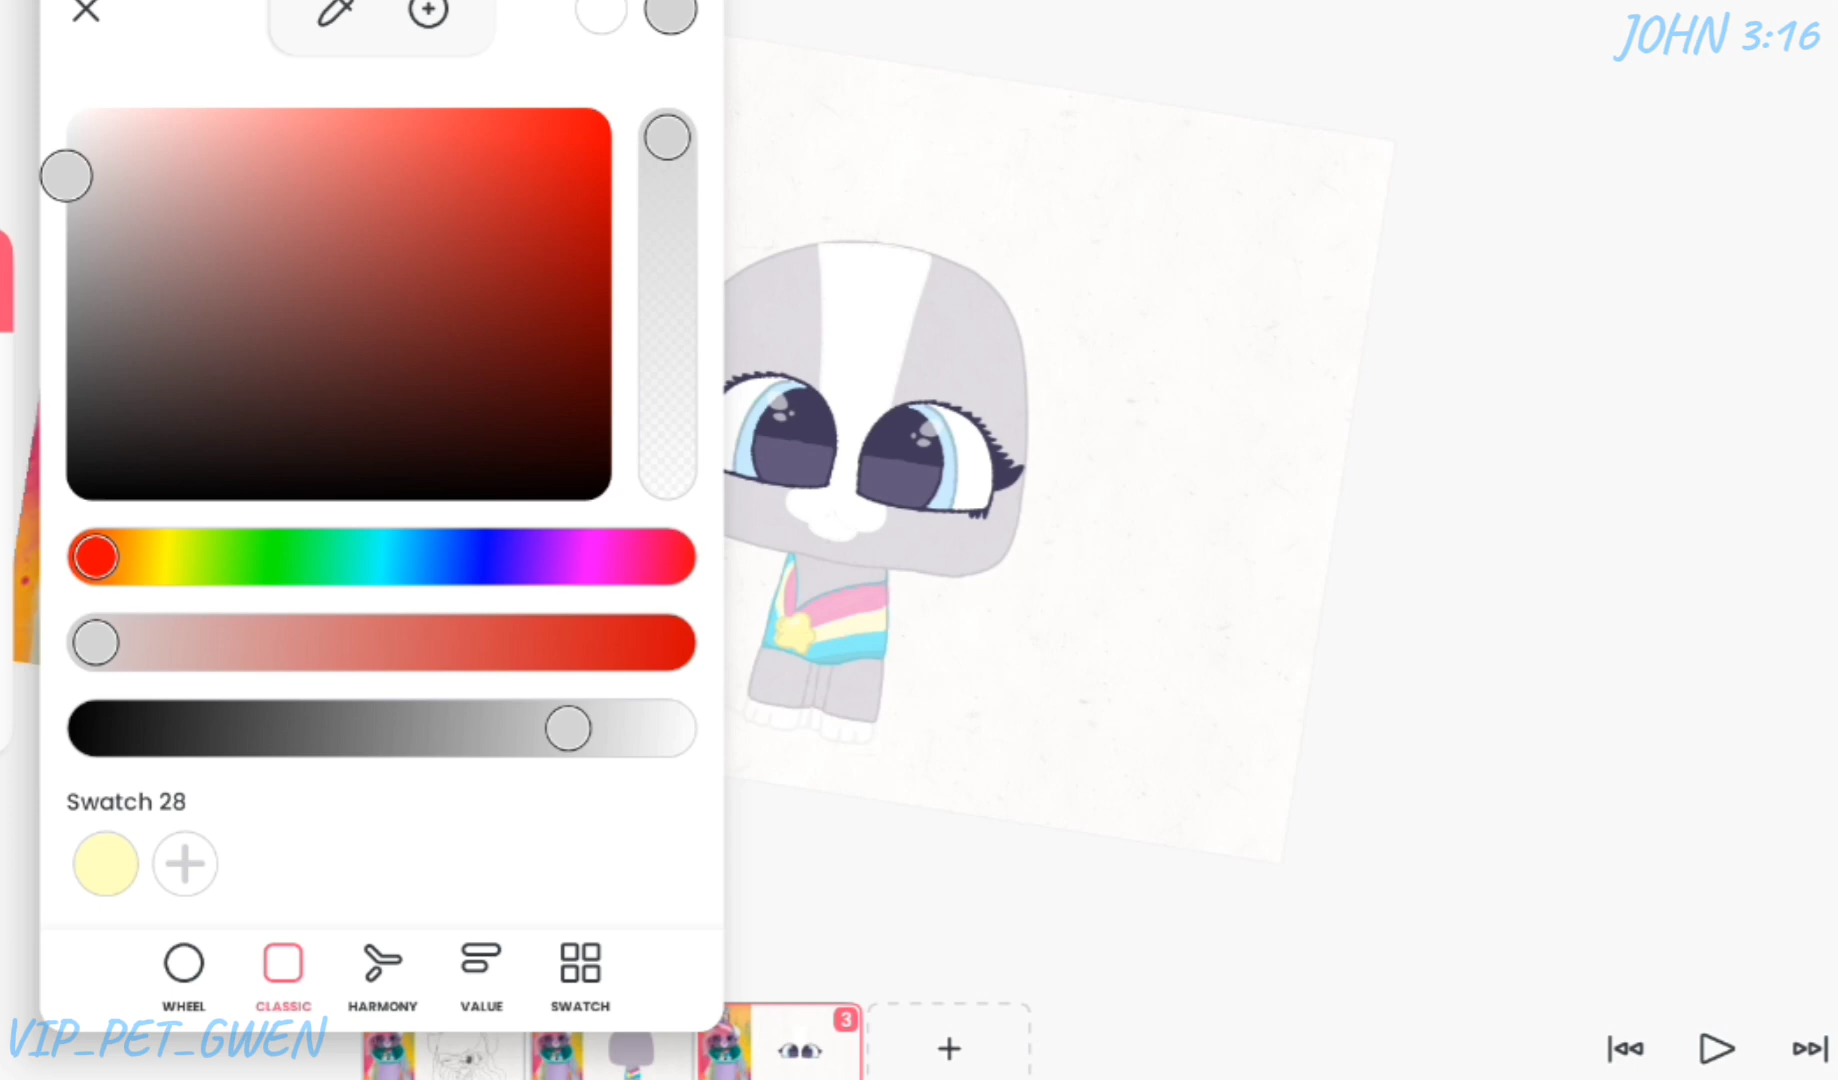 JOHN 3:16
Swatch 28
WHEEL
CLASSIC
HARMONY
VALUE
SWATCH
VIP_PET_GWEN
3